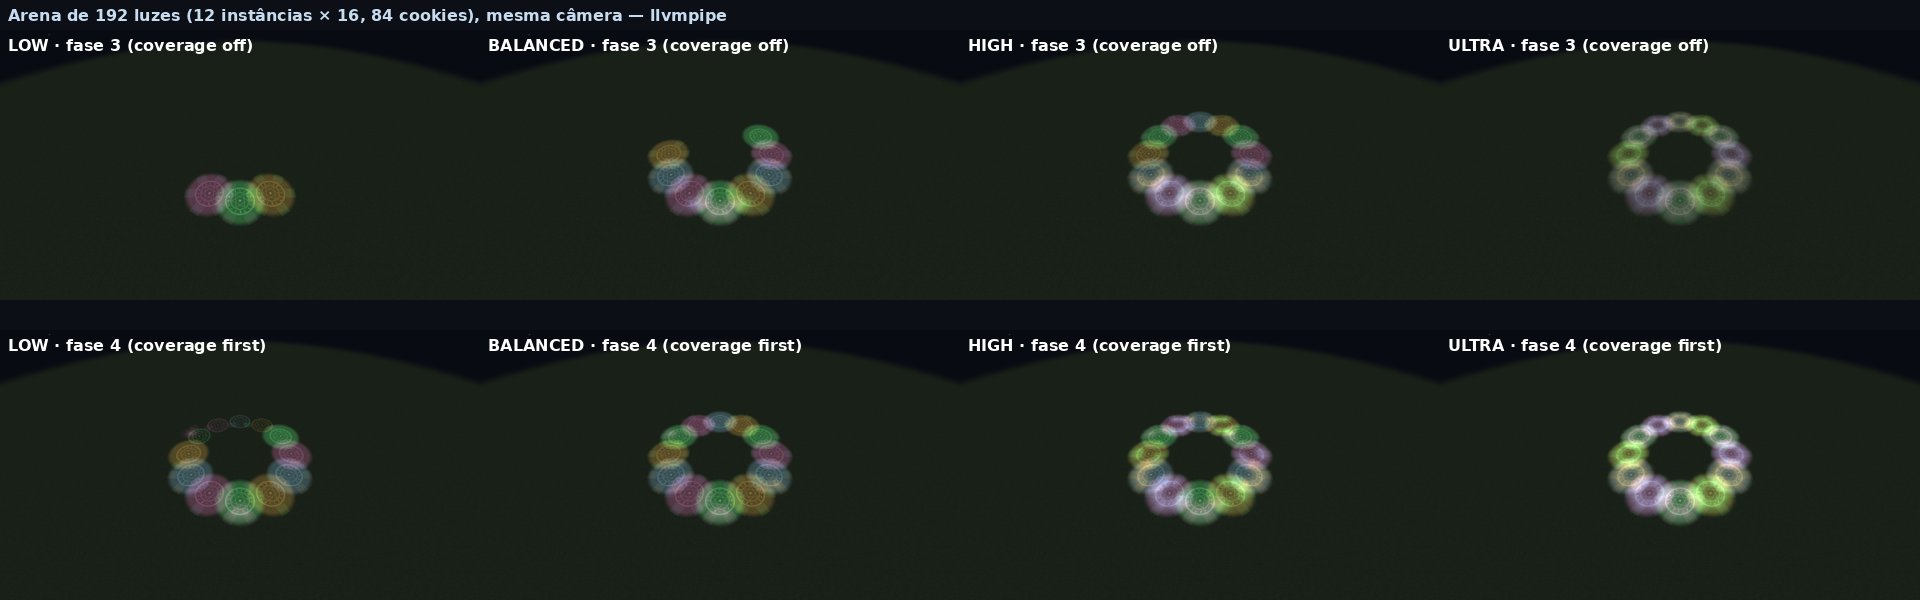 Arena de 192 luzes (12 instâncias × 16, 84 cookies), mesma câmera — llvmpipe
LOW · fase 3 (coverage off)
BALANCED · fase 3 (coverage off)
HIGH · fase 3 (coverage off)
ULTRA · fase 3 (coverage off)
LOW · fase 4 (coverage first)
BALANCED · fase 4 (coverage first)
HIGH · fase 4 (coverage first)
ULTRA · fase 4 (coverage first)